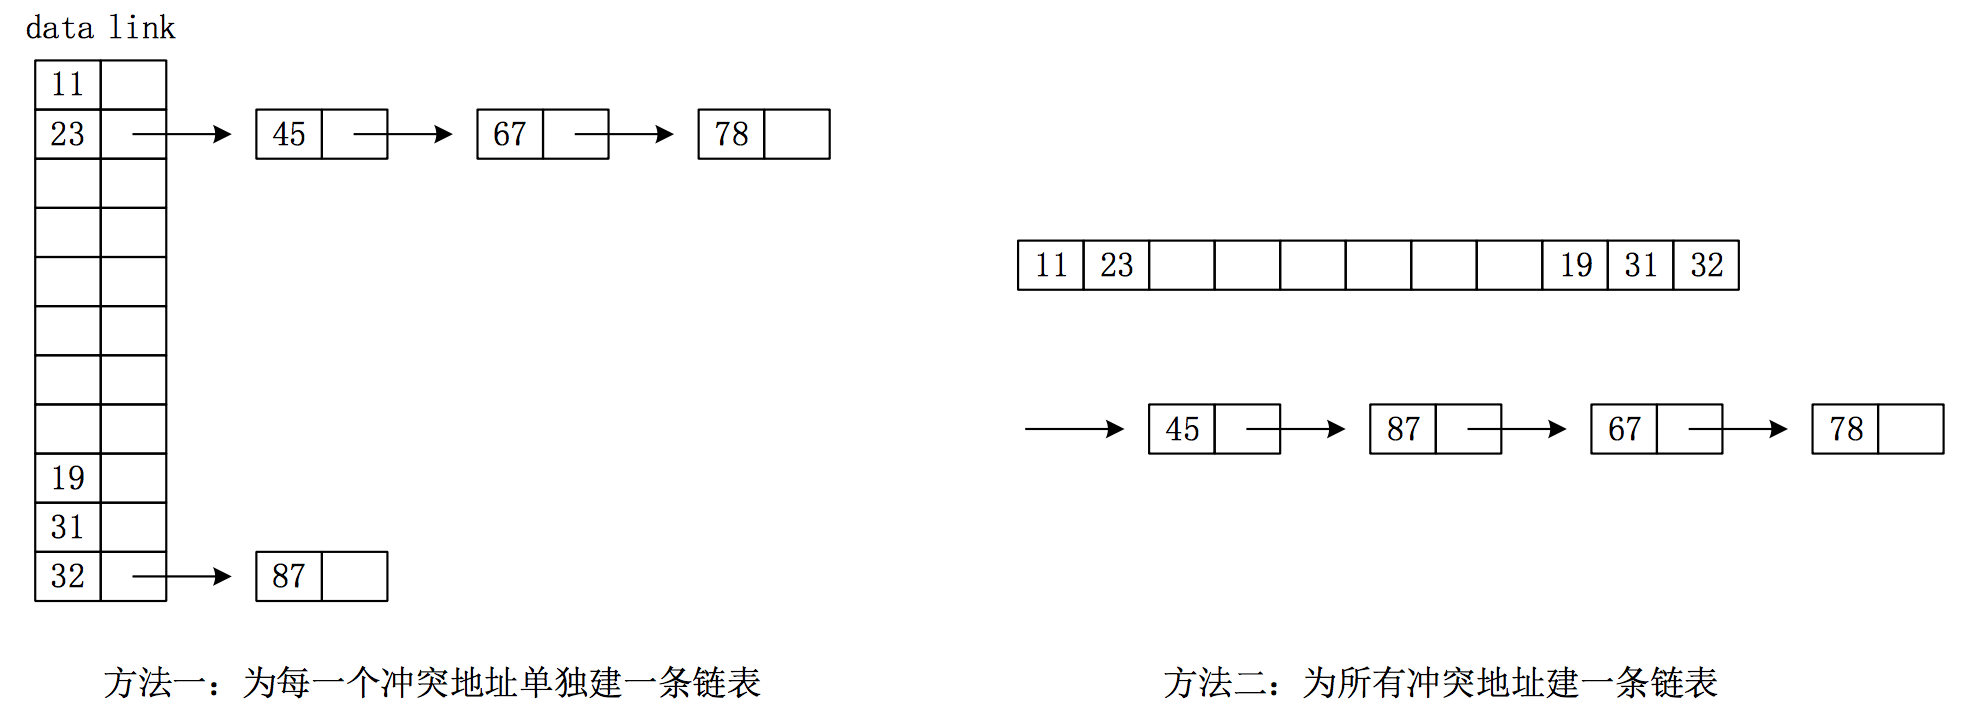 data link
11
23 45 67 78
11 23 19 31 32
45 87 67 78
19
31
32 87
方法一：为每一个冲突地址单独建一条链表
方法二：为所有冲突地址建一条链表